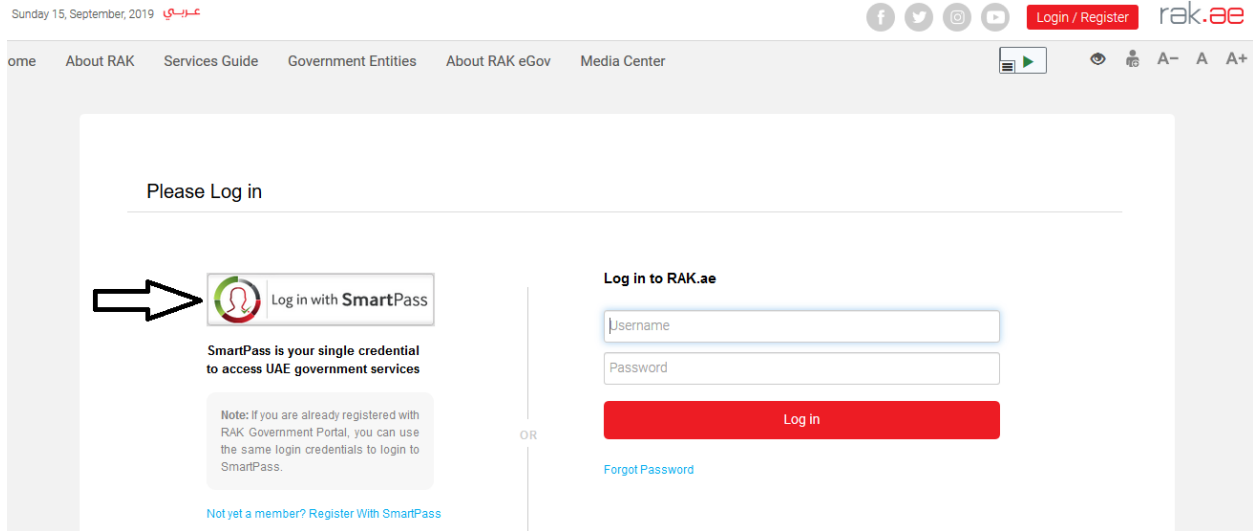 Sunday 15, September, 2019 عربي
Login / Register
rak.ae
ome About RAK Services Guide Government Entities About RAK eGov Media Center
A- A A+
Please Log in
Log in with SmartPass
SmartPass is your single credential
to access UAE government services
Note: If you are already registered with
RAK Government Portal, you can use
the same login credentials to login to
SmartPass.
Not yet a member? Register With SmartPass
OR
Log in to RAK.ae
Username
Password
Log in
Forgot Password